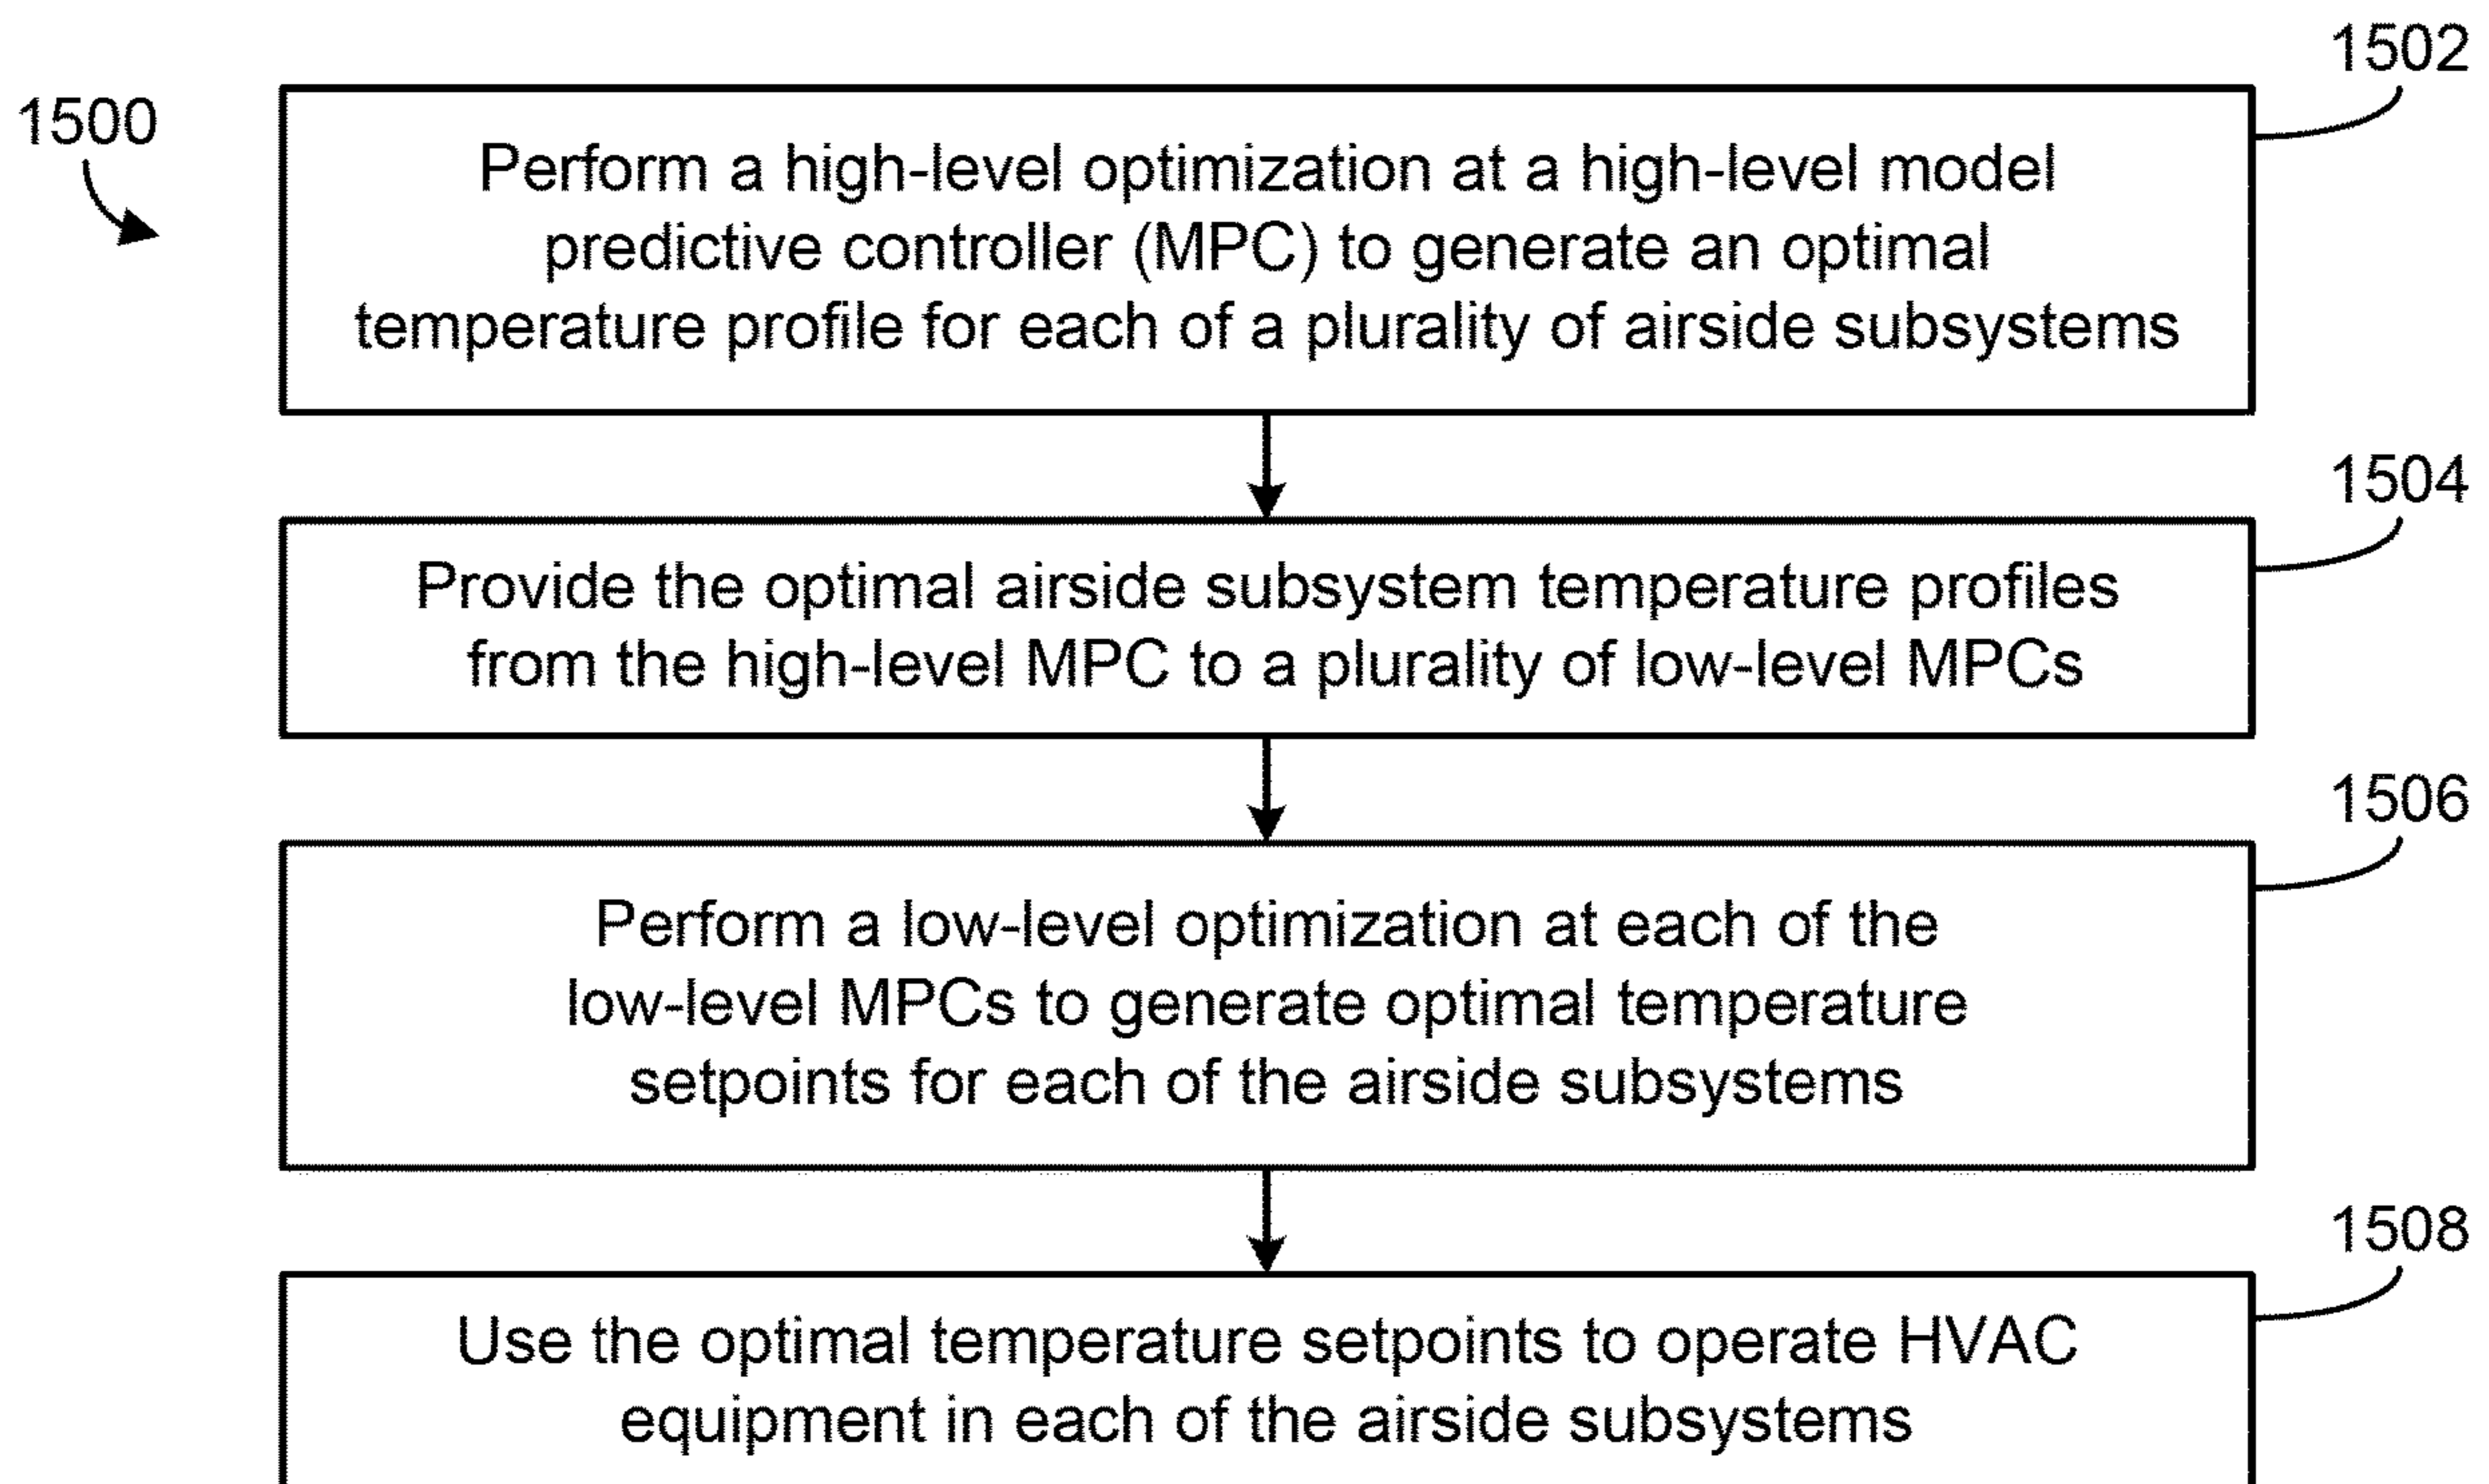 1500
1502
Perform a high-level optimization at a high-level model
predictive controller (MPC) to generate an optimal
temperature profile for each of a plurality of airside subsystems
1504
Provide the optimal airside subsystem temperature profiles
from the high-level MPC to a plurality of low-level MPCs
1506
Perform a low-level optimization at each of the
low-level MPCs to generate optimal temperature
setpoints for each of the airside subsystems
1508
Use the optimal temperature setpoints to operate HVAC
equipment in each of the airside subsystems